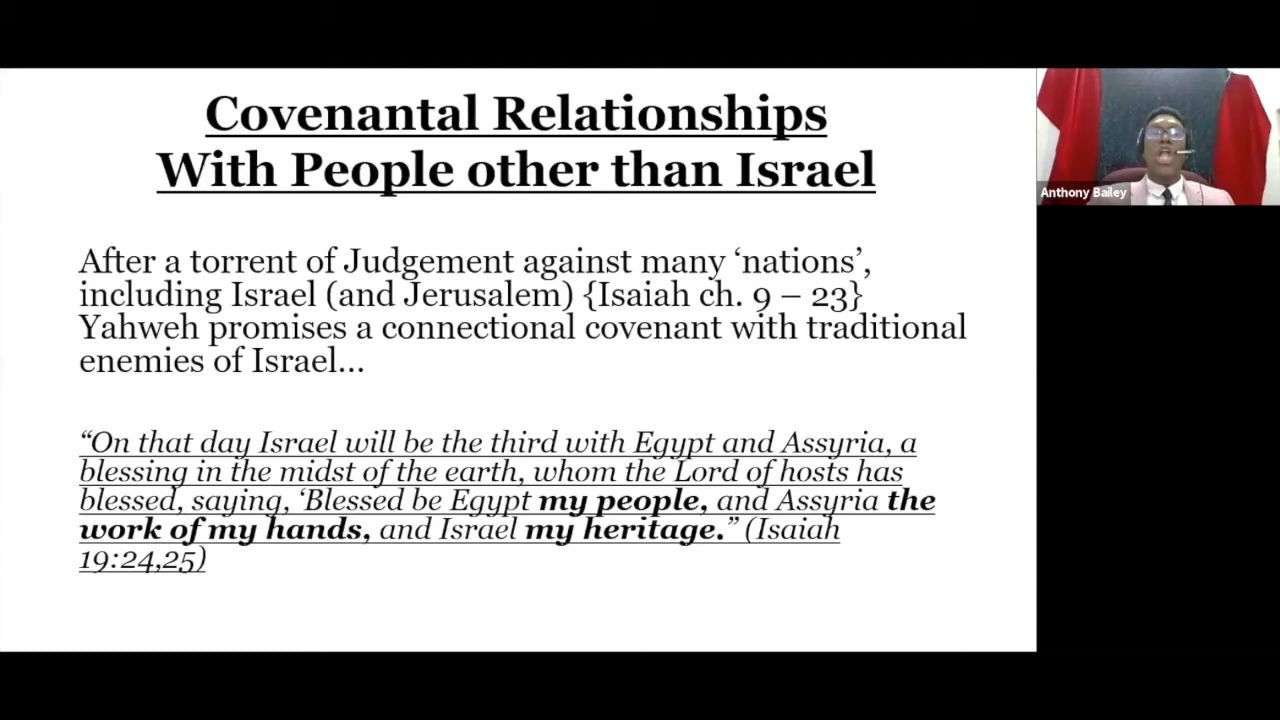 Covenantal Relationships
With People other than Israel
After a torrent of Judgement against many ‘nations’,
including Israel (and Jerusalem) {Isaiah ch. 9 – 23}
Yahweh promises a connectional covenant with traditional
enemies of Israel...
“On that day Israel will be the third with Egypt and Assyria, a
blessing in the midst of the earth, whom the Lord of hosts has
blessed, saying, ‘Blessed be Egypt my people, and Assyria the
work of my hands, and Israel my heritage.” (Isaiah
19:24,25)
Anthony Bailey